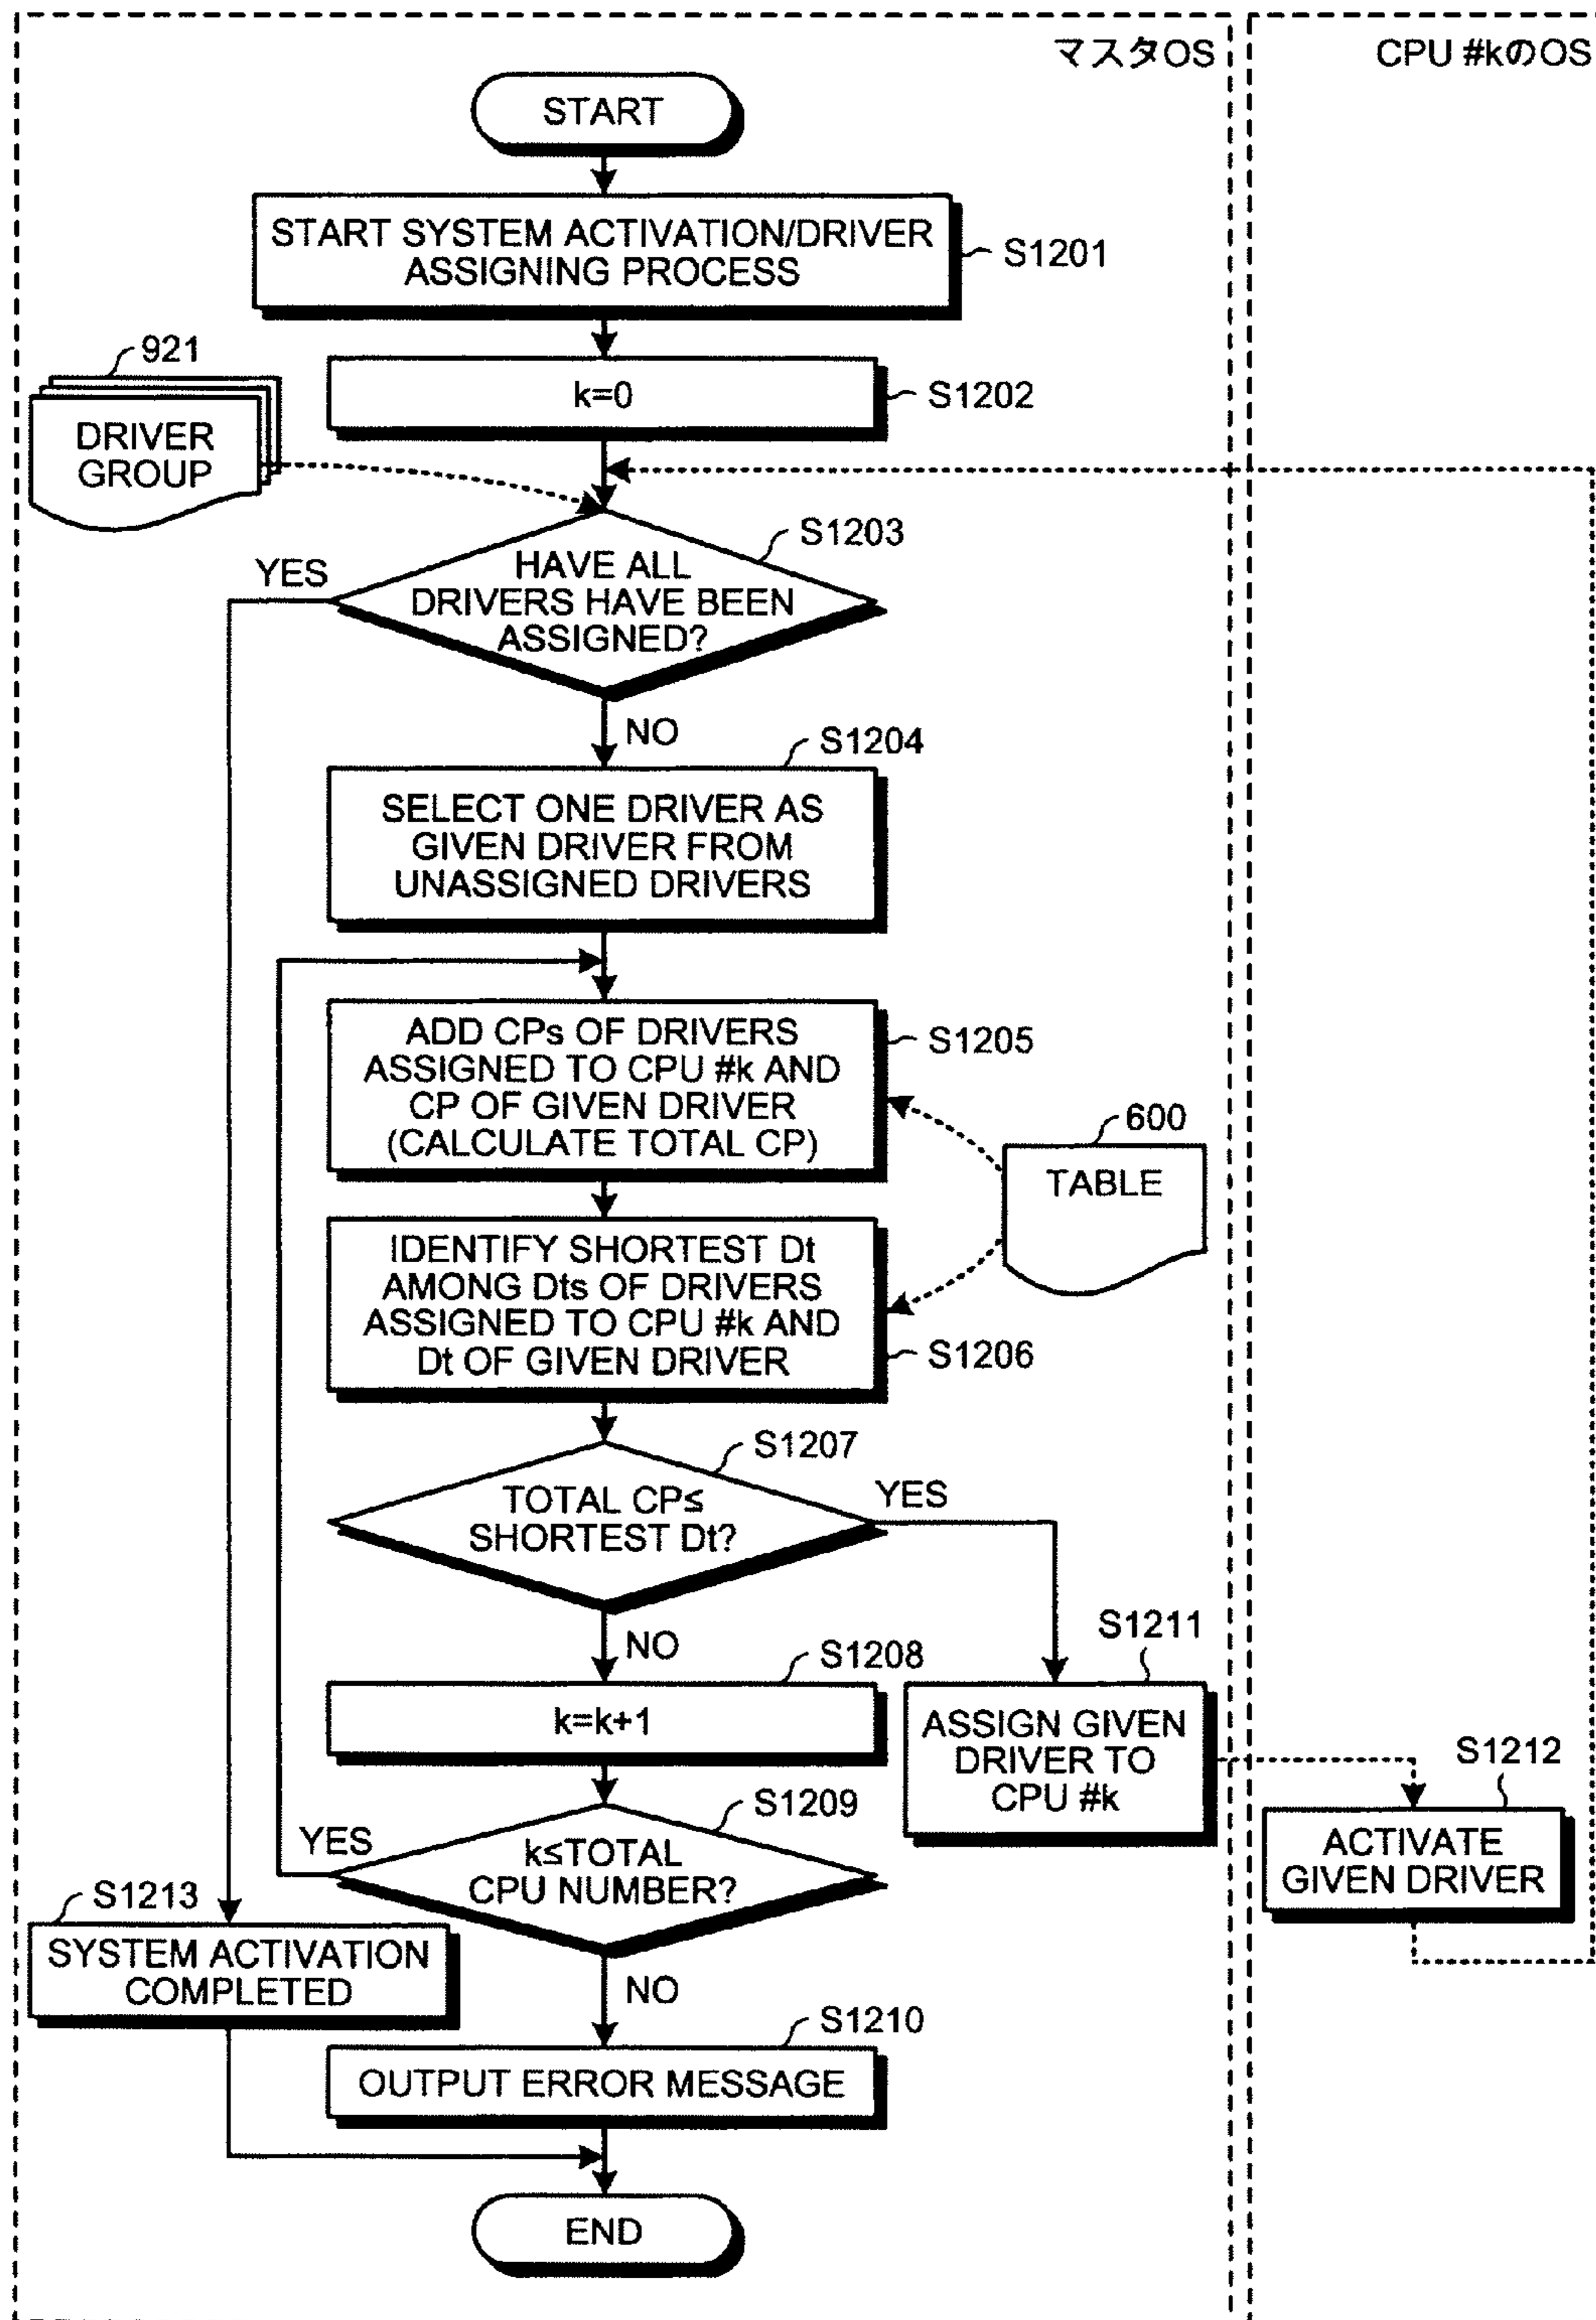 マスタOS
CPU #kのOS
START
START SYSTEM ACTIVATION/DRIVER
ASSIGNING PROCESS
S1201
921
k=0
S1202
DRIVER
GROUP
S1203
YES
HAVE ALL
DRIVERS HAVE BEEN
ASSIGNED?
NO
S1204
SELECT ONE DRIVER AS
GIVEN DRIVER FROM
UNASSIGNED DRIVERS
ADD CPs OF DRIVERS
ASSIGNED TO CPU #k AND
CP OF GIVEN DRIVER
(CALCULATE TOTAL CP)
S1205
600
TABLE
IDENTIFY SHORTEST Dt
AMONG Dts OF DRIVERS
ASSIGNED TO CPU #k AND
Dt OF GIVEN DRIVER
S1206
S1207
TOTAL CP≤
SHORTEST Dt?
YES
NO
S1208
k=k+1
S1211
ASSIGN GIVEN
DRIVER TO
CPU #k
S1212
ACTIVATE
GIVEN DRIVER
S1209
YES
k≤TOTAL
CPU NUMBER?
S1213
SYSTEM ACTIVATION
COMPLETED
NO
S1210
OUTPUT ERROR MESSAGE
END